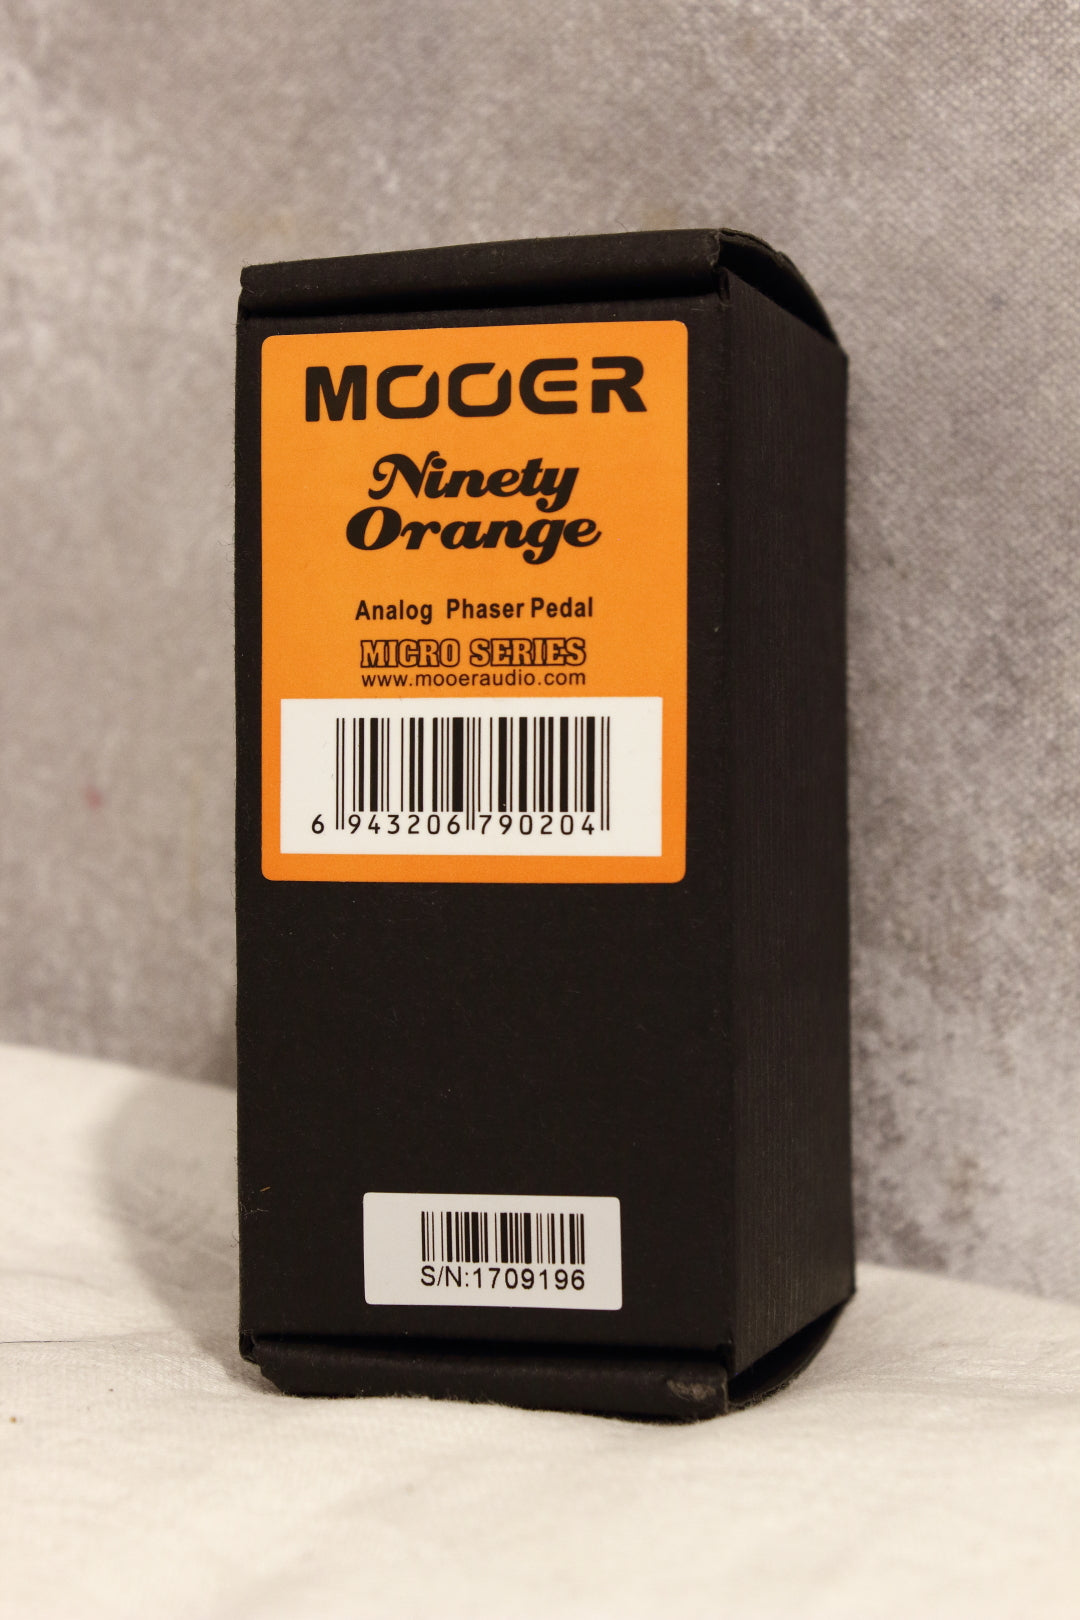 MOOER
Ninety
Orange
Analog Phaser Pedal
MICRO SERIES
www.mooeraudio.com
6 943206 790204
S/N:1709196